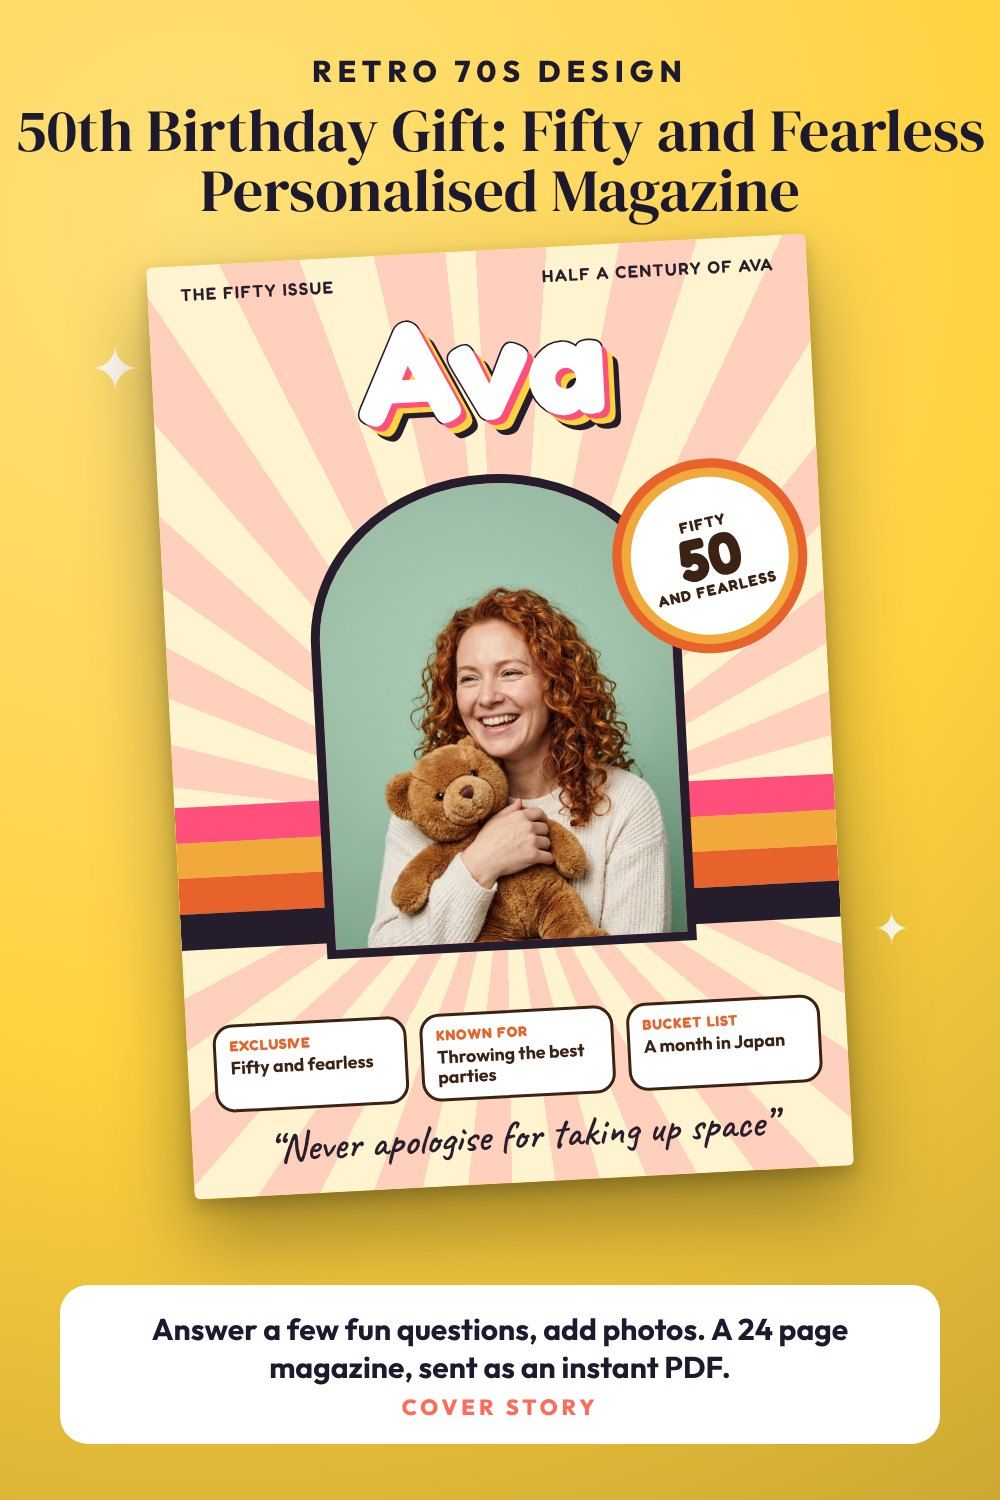 RETRO 70S DESIGN
50th Birthday Gift: Fifty and Fearless
Personalised Magazine
THE FIFTY ISSUE
HALF A CENTURY OF AVA
Ava
FIFTY
50
AND FEARLESS
EXCLUSIVE
Fifty and fearless
KNOWN FOR
Throwing the best
parties
BUCKET LIST
A month in Japan
“Never apologise for taking up space”
Answer a few fun questions, add photos. A 24 page
magazine, sent as an instant PDF.
COVER STORY